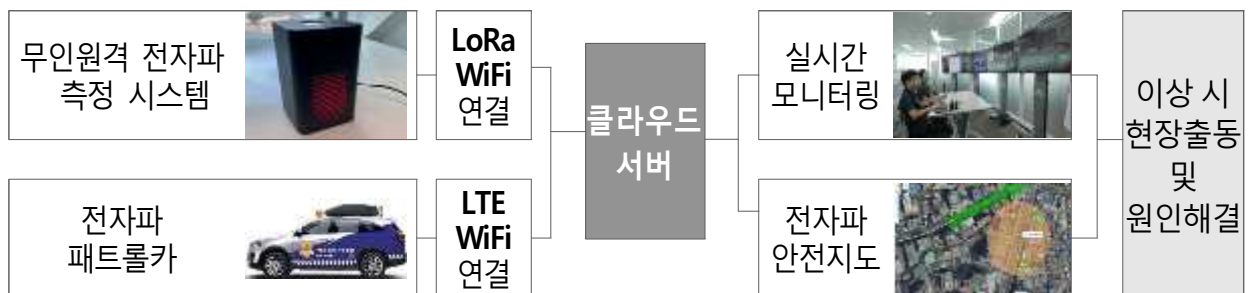 무인원격 전자파
측정 시스템
LoRa
WiFi
연결
전자파
패트롤카
LTE
WiFi
연결
클라우드
서버
실시간
모니터링
전자파
안전지도
이상 시
현장출동
및
원인해결